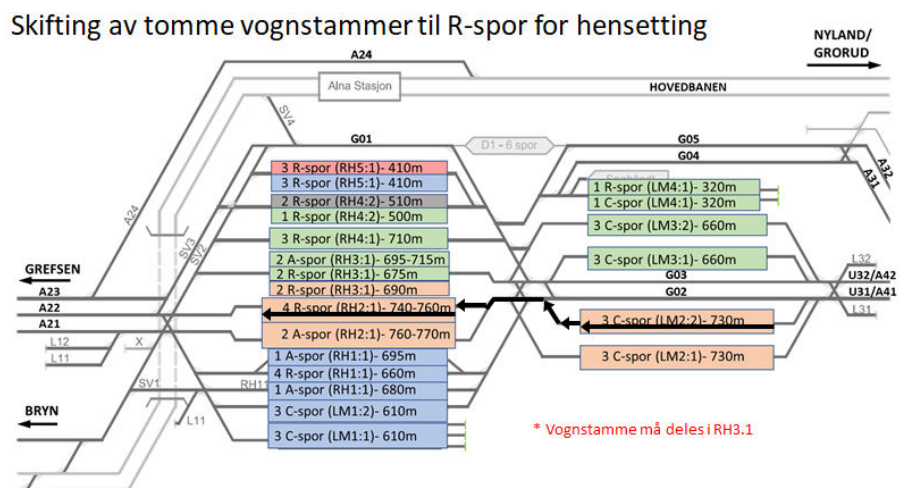 Skifting av tomme vognstammer til R-spor for hensetting
NYLAND/
GRORUD
A24
Alna Stasjon
HOVEDBANEN
SV4
G01
D1 - 6 spor
G05
G04
A32
A31
3 R-spor (RH5:1)- 410m
3 R-spor (RH5:1)- 410m
2 R-spor (RH4:2)- 510m
1 R-spor (RH4:2)- 500m
1 R-spor (LM4:1)- 320m
1 C-spor (LM4:1)- 320m
A24
3 C-spor (LM3:2)- 660m
3 R-spor (RH4:1)- 710m
SV3
SV2
2 A-spor (RH3:1)- 695-715m
3 C-spor (LM3:1)- 660m
L32
GREFSEN
2 R-spor (RH3:1)- 675m
G03
U32/A42
A23
2 R-spor (RH3:1)- 690m
G02
U31/A41
A22
4 R-spor (RH2:1)- 740-760m
L31
A21
3 C-spor (LM2:2)- 730m
2 A-spor (RH2:1)- 760-770m
L12
X
L11
1 A-spor (RH1:1)- 695m
3 C-spor (LM2:1)- 730m
4 R-spor (RH1:1)- 660m
SV1
RH11
1 A-spor (RH1:1)- 680m
BRYN
3 C-spor (LM1:2)- 610m
L11
3 C-spor (LM1:1)- 610m
* Vognstamme må deles i RH3.1